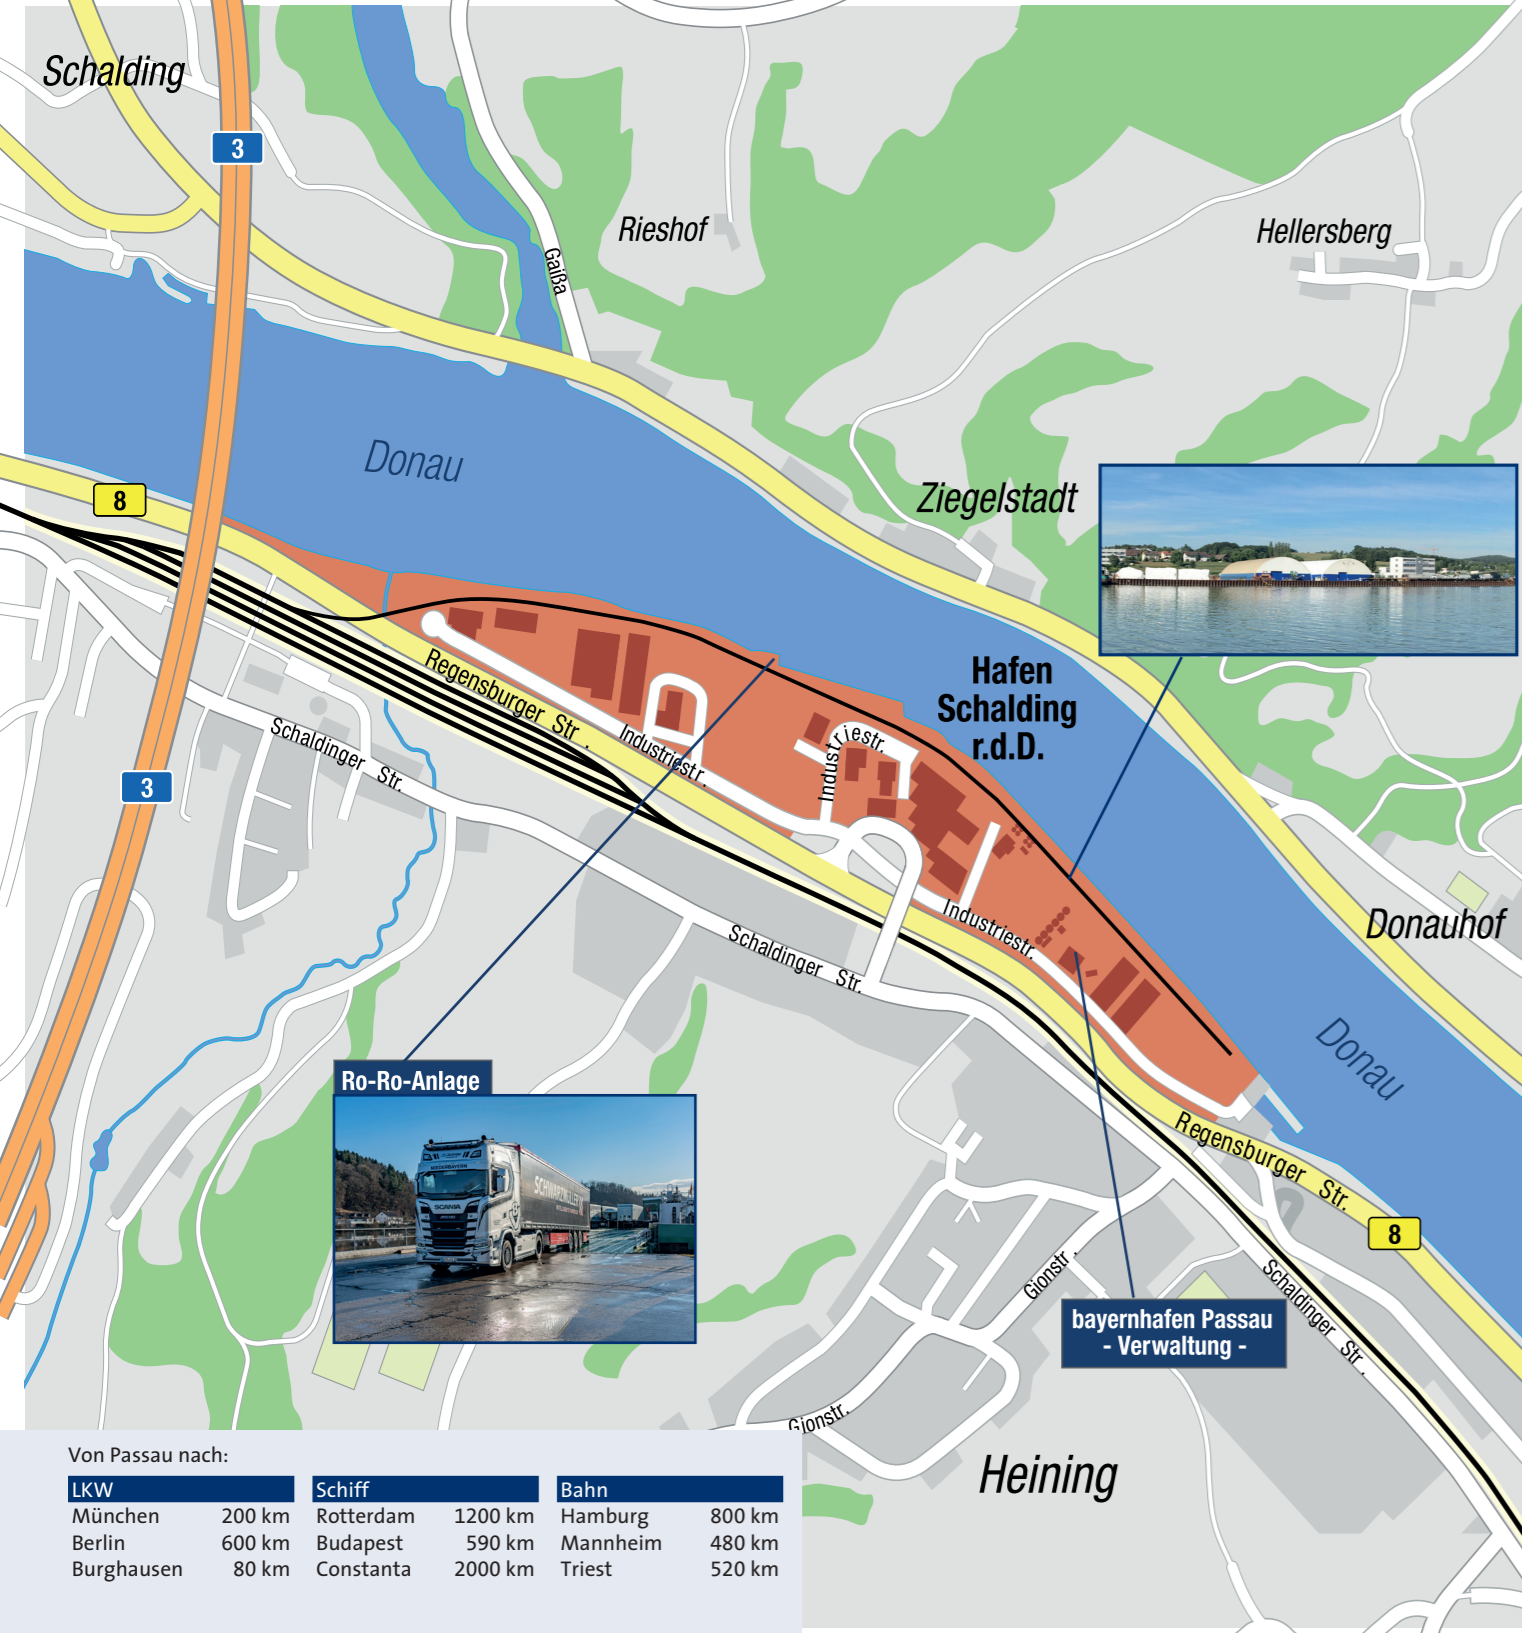 Schalding
3
Rieshof
Hellersberg
Gaißa
Donau
8
Ziegelstadt
Hafen
Schalding
r.d.D.
Regensburger Str.
Industriestr.
Industriestr.
Schaldinger Str.
3
Donauhof
Industriestr.
Schaldinger Str.
Donau
Ro-Ro-Anlage
NIEDERBAYERN
SCANIA
SCHWARZMÜLLER
Regensburger Str.
8
Gionstr.
Schaldinger Str.
bayernhafen Passau
- Verwaltung -
Gionstr.
Heining
Von Passau nach:
LKW
München 200 km
Berlin 600 km
Burghausen 80 km
Schiff
Rotterdam 1200 km
Budapest 590 km
Constanta 2000 km
Bahn
Hamburg 800 km
Mannheim 480 km
Triest 520 km